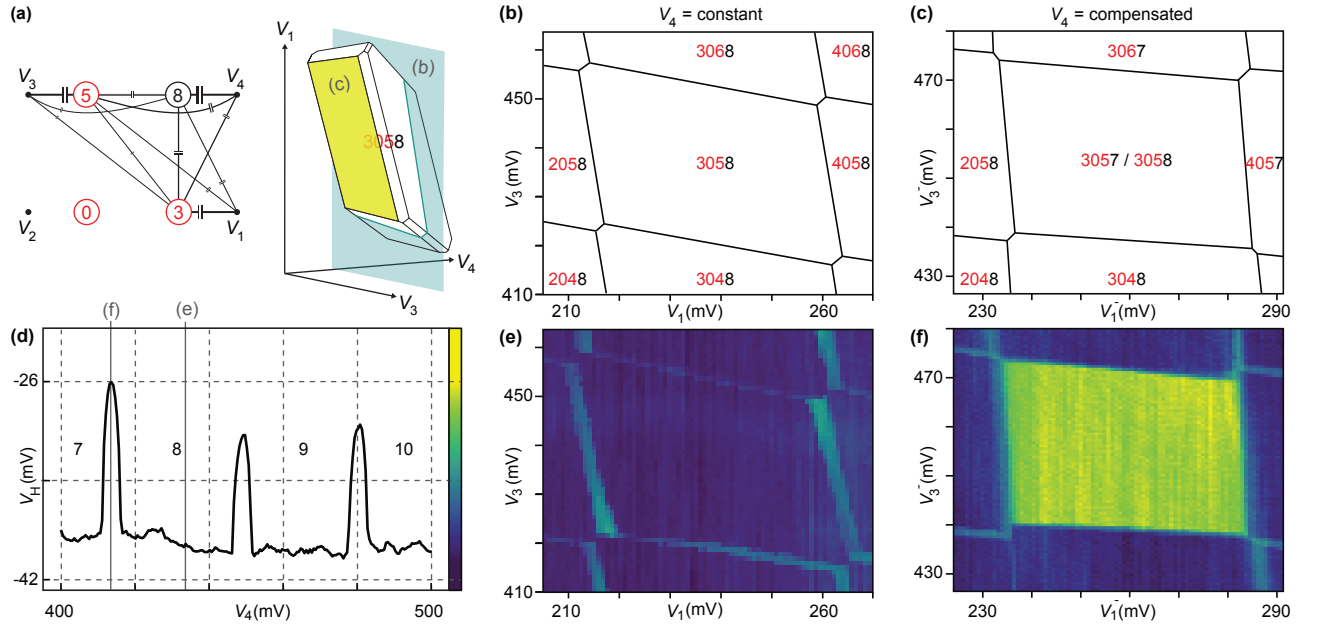 (a)
V1
(b)
(c)
3058
V4
V3
V3
5
8
V4
V2
0
3
V1
(b)
V4 = constant
3068
4068
450
2058
3058
4058
V3 (mV)
2048
3048
410
210
V1(mV)
260
(c)
V4 = compensated
3067
470
2058
3057 / 3058
4057
V3- (mV)
430
2048
3048
230
V1-(mV)
290
(d)
(f)
(e)
-26
7
8
9
10
VH (mV)
-42
400
V4(mV)
500
(e)
450
V3 (mV)
410
210
V1(mV)
260
(f)
470
V3- (mV)
430
230
V1-(mV)
290